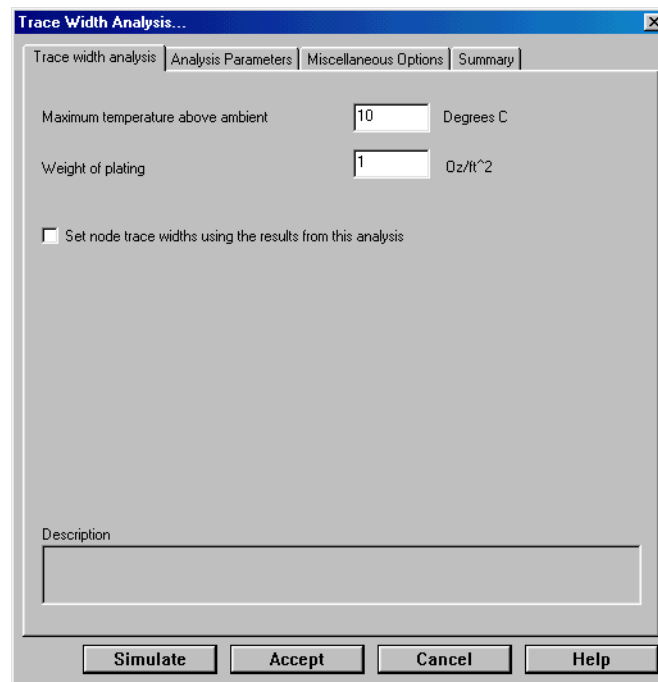 Trace Width Analysis...
Trace width analysis Analysis Parameters Miscellaneous Options Summary
Maximum temperature above ambient 10 Degrees C
Weight of plating 1 Oz/ft^2
Set node trace widths using the results from this analysis
Description
Simulate Accept Cancel Help